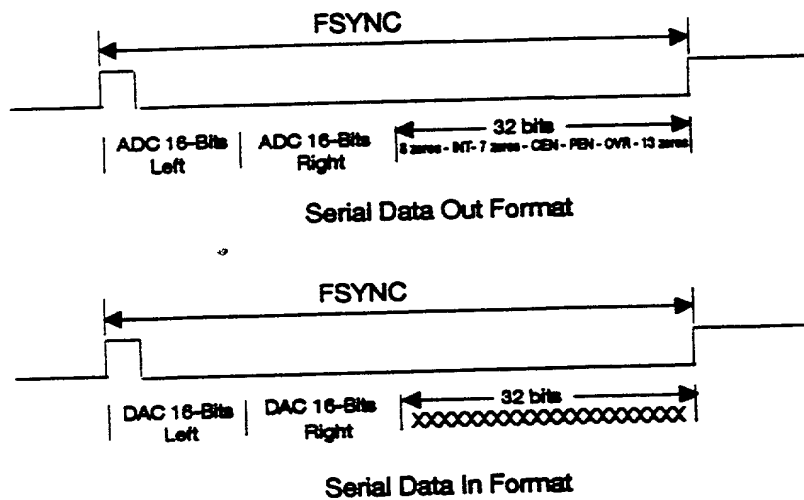 FSYNC
ADC 16-Bits Left
ADC 16-Bits Right
32 bits
8 zeros - INT- 7 zeros - CEN - PEN - OVR - 13 zeros
Serial Data Out Format
FSYNC
DAC 16-Bits Left
DAC 16-Bits Right
32 bits
XXXXXXXXXXXXXXXXXXXXXX
Serial Data In Format